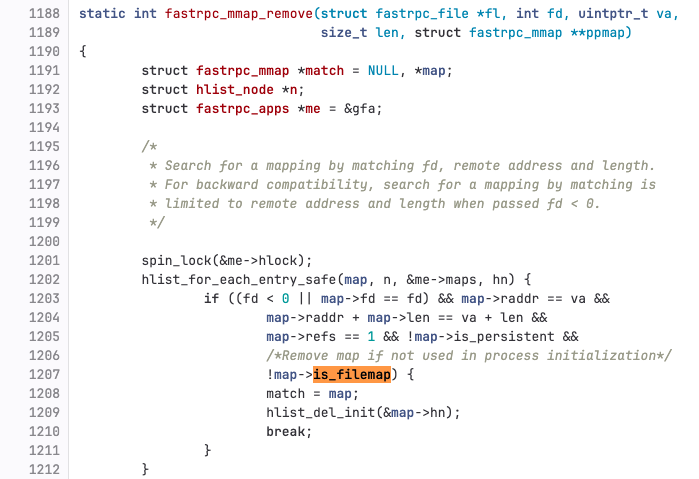 1188 static int fastrpc_mmap_remove(struct fastrpc_file *fl, int fd, uintptr_t va,
1189 size_t len, struct fastrpc_mmap **ppmap)
1190 {
1191 struct fastrpc_mmap *match = NULL, *map;
1192 struct hlist_node *n;
1193 struct fastrpc_apps *me = &gfa;
1194
1195 /*
1196 * Search for a mapping by matching fd, remote address and length.
1197 * For backward compatibility, search for a mapping by matching is
1198 * limited to remote address and length when passed fd < 0.
1199 */
1200
1201 spin_lock(&me->hlock);
1202 hlist_for_each_entry_safe(map, n, &me->maps, hn) {
1203 if ((fd < 0 || map->fd == fd) && map->raddr == va &&
1204 map->raddr + map->len == va + len &&
1205 map->refs == 1 && !map->is_persistent &&
1206 /*Remove map if not used in process initialization*/
1207 !map->is_filemap) {
1208 match = map;
1209 hlist_del_init(&map->hn);
1210 break;
1211 }
1212 }